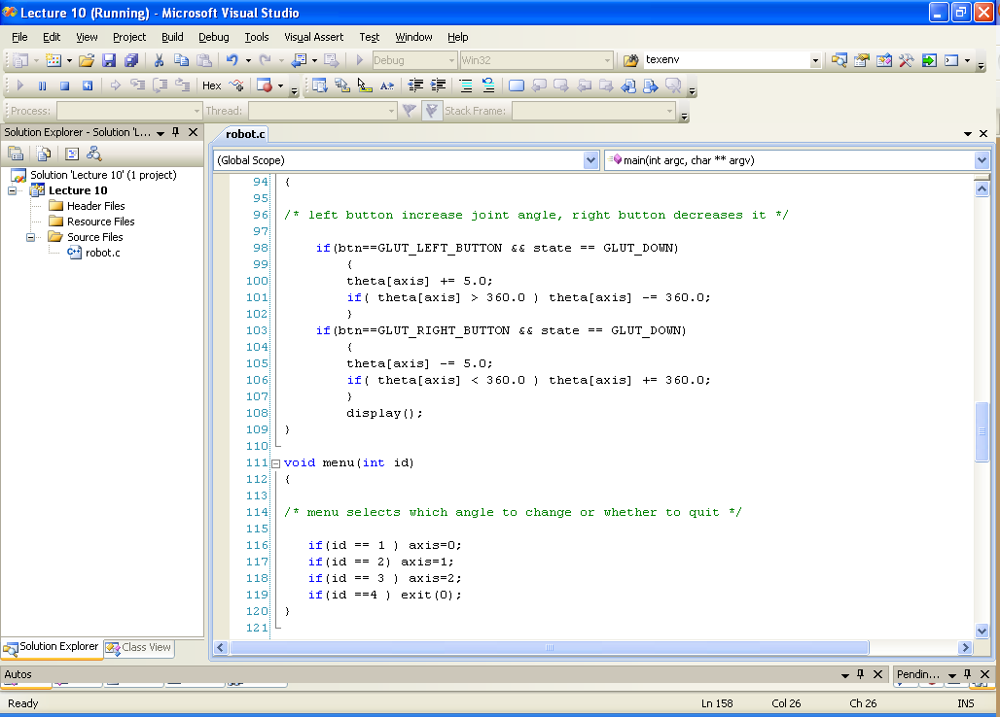 Lecture 10 (Running) - Microsoft Visual Studio
File Edit View Project Build Debug Tools Visual Assert Test Window Help
Debug Win32 texenv
Hex
Process: Thread: Stack Frame:
Solution Explorer - Solution 'L...
Solution 'Lecture 10' (1 project)
Lecture 10
Header Files
Resource Files
Source Files
robot.c
Solution Explorer Class View
robot.c
(Global Scope) main(int argc, char ** argv)
94 {
95
96 /* left button increase joint angle, right button decreases it */
97
98 if(btn==GLUT_LEFT_BUTTON && state == GLUT_DOWN)
99 {
100 theta[axis] += 5.0;
101 if( theta[axis] > 360.0 ) theta[axis] -= 360.0;
102 }
103 if(btn==GLUT_RIGHT_BUTTON && state == GLUT_DOWN)
104 {
105 theta[axis] -= 5.0;
106 if( theta[axis] < 360.0 ) theta[axis] += 360.0;
107 }
108 display();
109 }
110
111 void menu(int id)
112 {
113
114 /* menu selects which angle to change or whether to quit */
115
116 if(id == 1 ) axis=0;
117 if(id == 2) axis=1;
118 if(id == 3 ) axis=2;
119 if(id ==4 ) exit(0);
120 }
121
Autos
Pendin...
Ready Ln 158 Col 26 Ch 26 INS